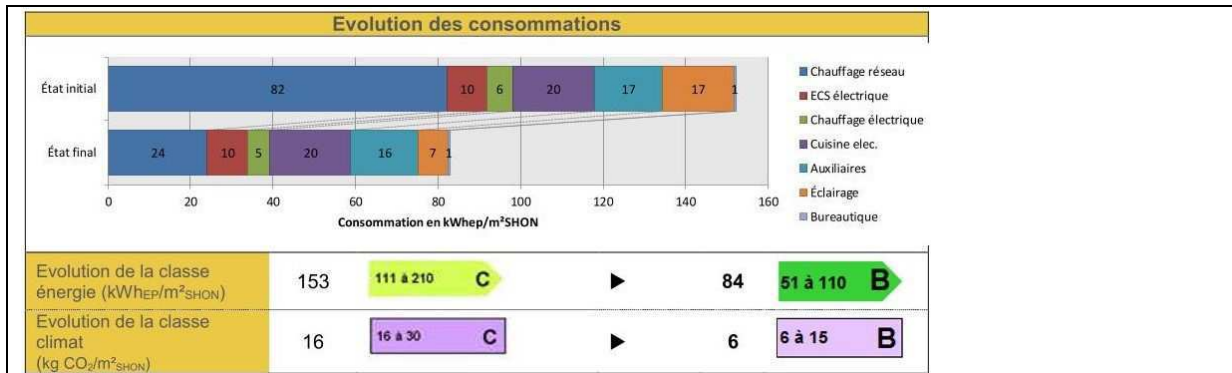 Evolution des consommations
État initial
82
10
6
20
17
17
1
État final
24
10
5
20
16
7
1
0
20
40
60
80
100
120
140
160
Consommation en kWhep/m²SHON
Chauffage réseau
ECS électrique
Chauffage électrique
Cuisine elec.
Auxiliaires
Éclairage
Bureautique
Evolution de la classe
énergie (kWhEP/m²SHON)
153
111 à 210 C
84
51 à 110 B
Evolution de la classe
climat
(kg CO₂/m²SHON)
16
16 à 30 C
6
6 à 15 B